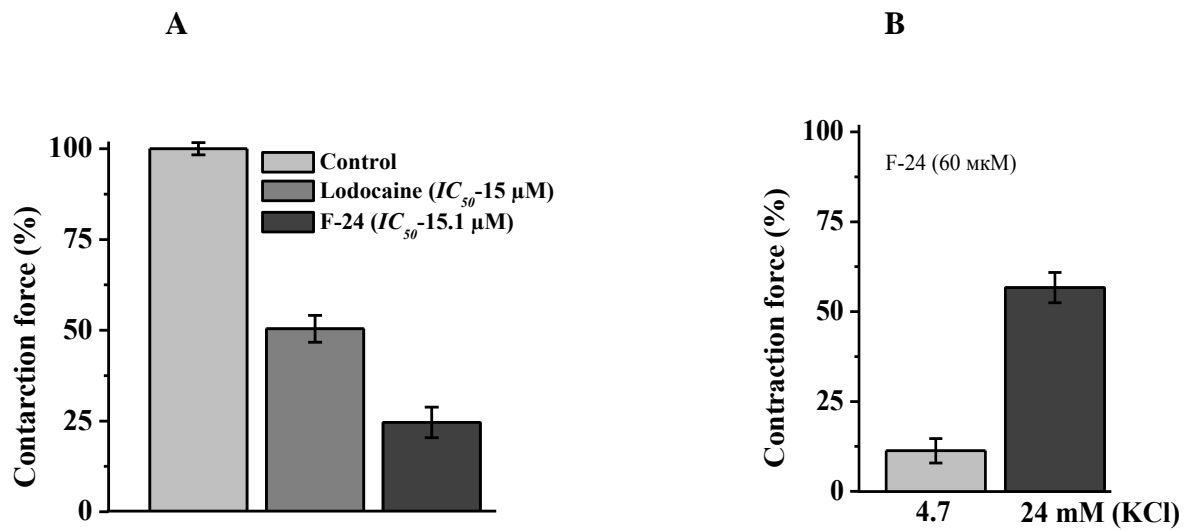 A
B
100
75
50
25
0
Contarction force (%)
Control
Lodocaine (IC50-15 µM)
F-24 (IC50-15.1 µM)
100
75
50
25
0
Contraction force (%)
F-24 (60 мкМ)
4.7
24 mM (KCl)